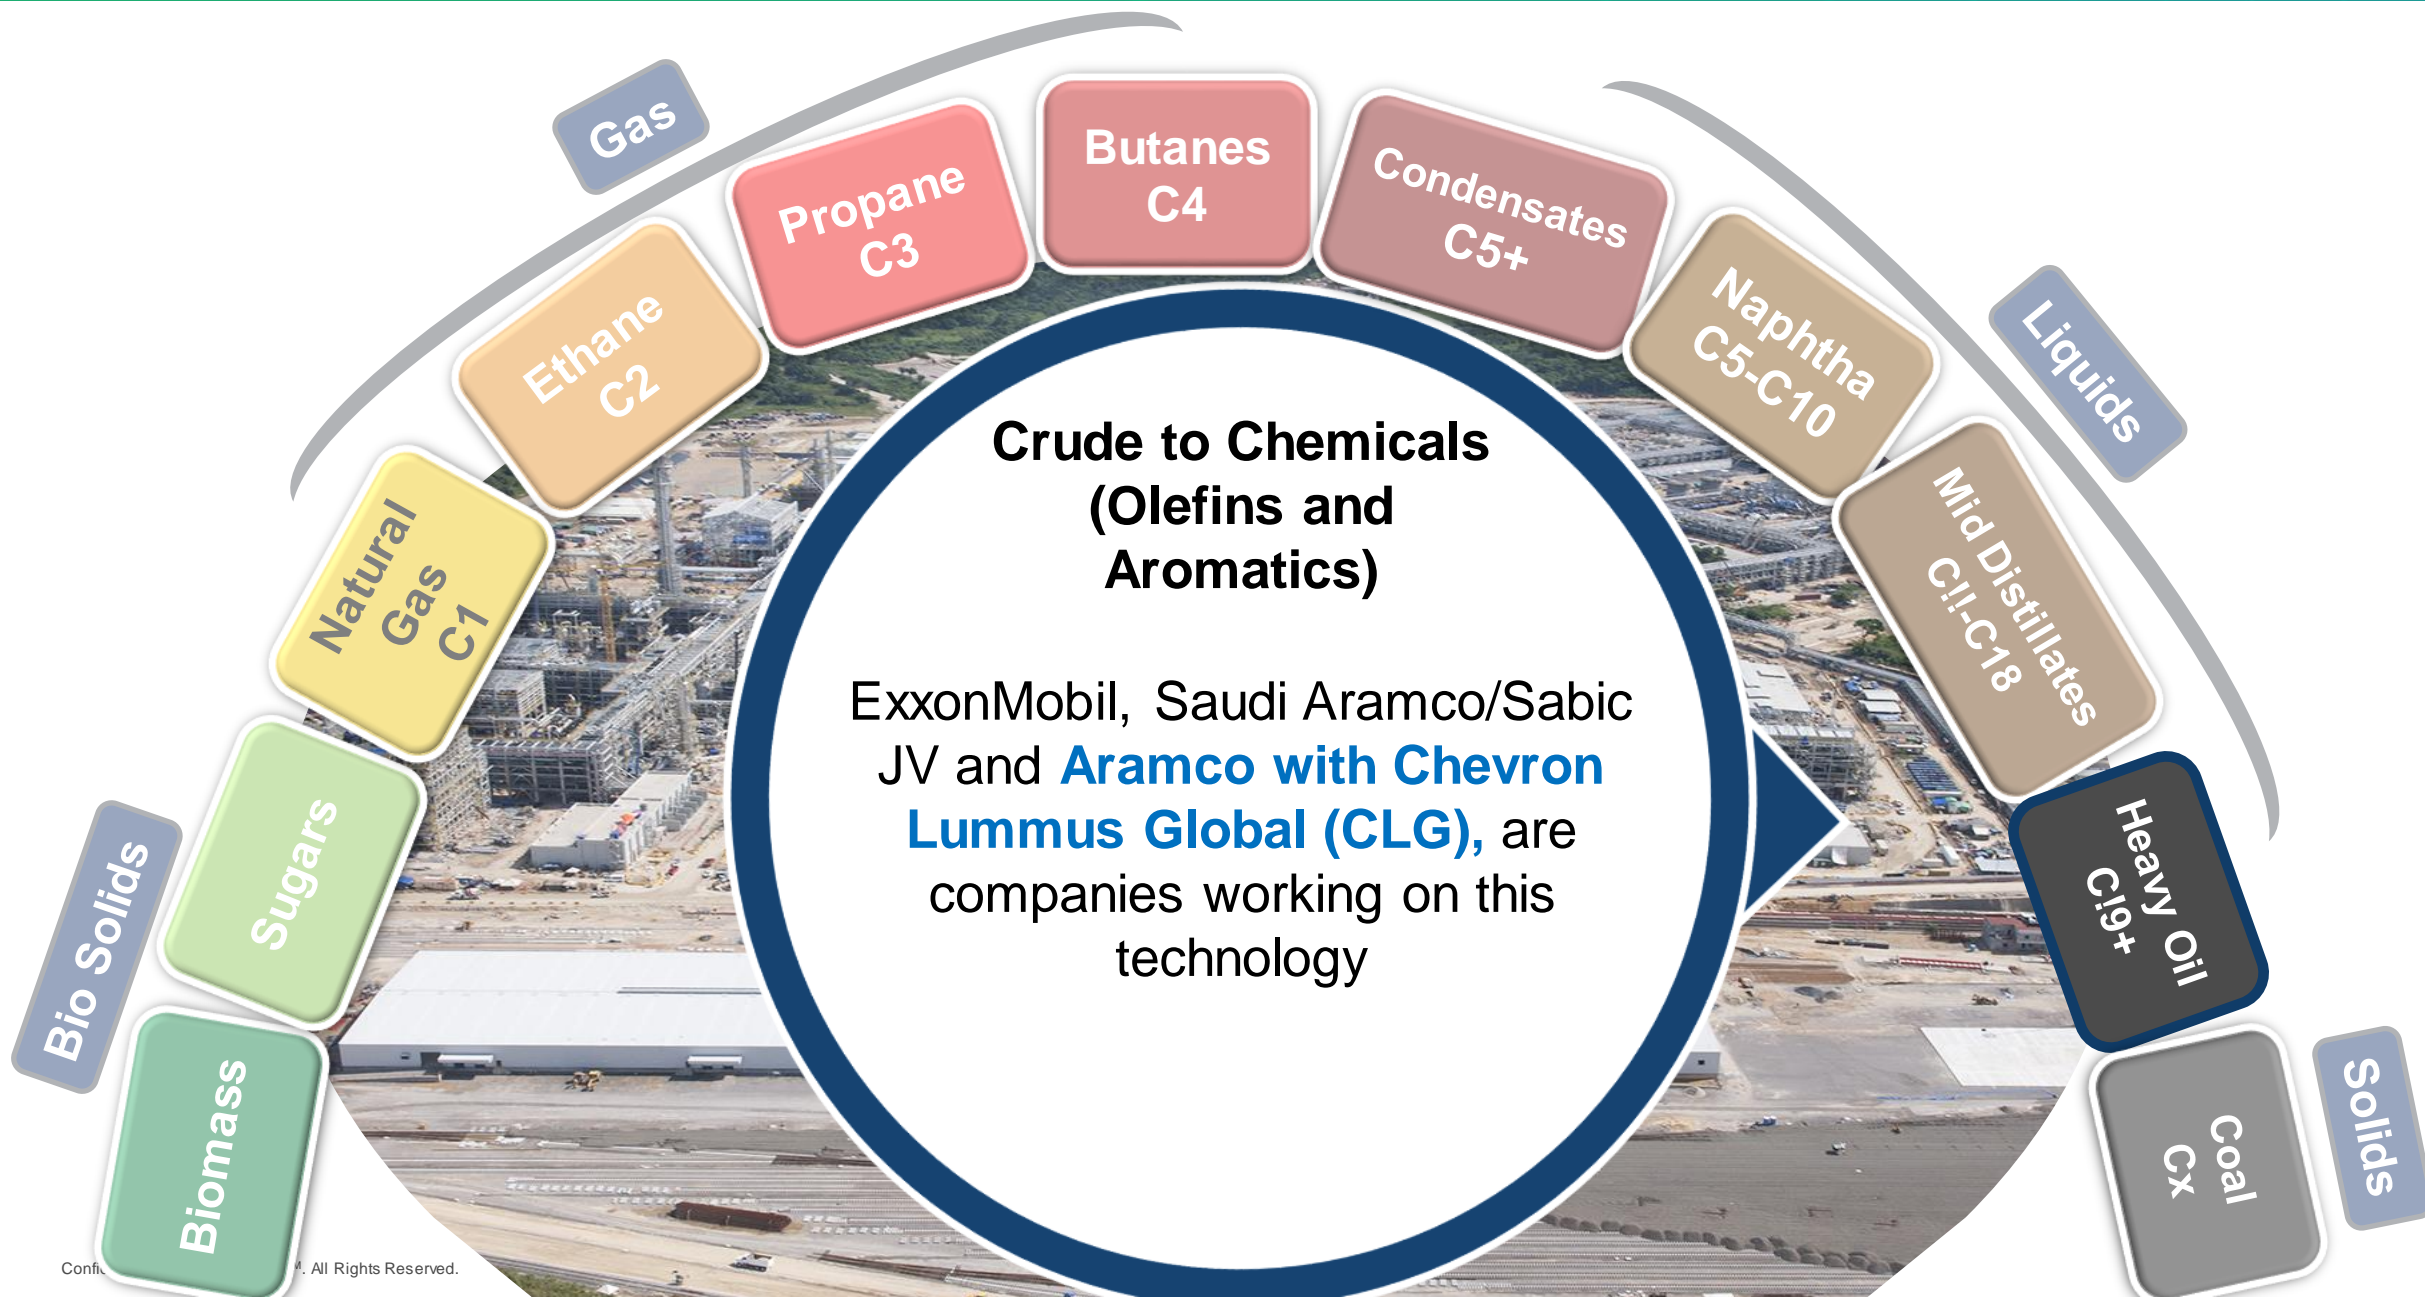 Gas
Butanes
C4
Propane
C3
Condensates
C5+
Ethane
C2
Naphtha
C5-C10
Liquids
Natural
Gas
C1
Mid Distillates
C!!-C18
Crude to Chemicals
(Olefins and
Aromatics)
ExxonMobil, Saudi Aramco/Sabic
JV and Aramco with Chevron
Lummus Global (CLG), are
companies working on this
technology
Sugars
Bio Solids
Heavy Oil
C!9+
Biomass
Coal
Cx
Solids
. All Rights Reserved.